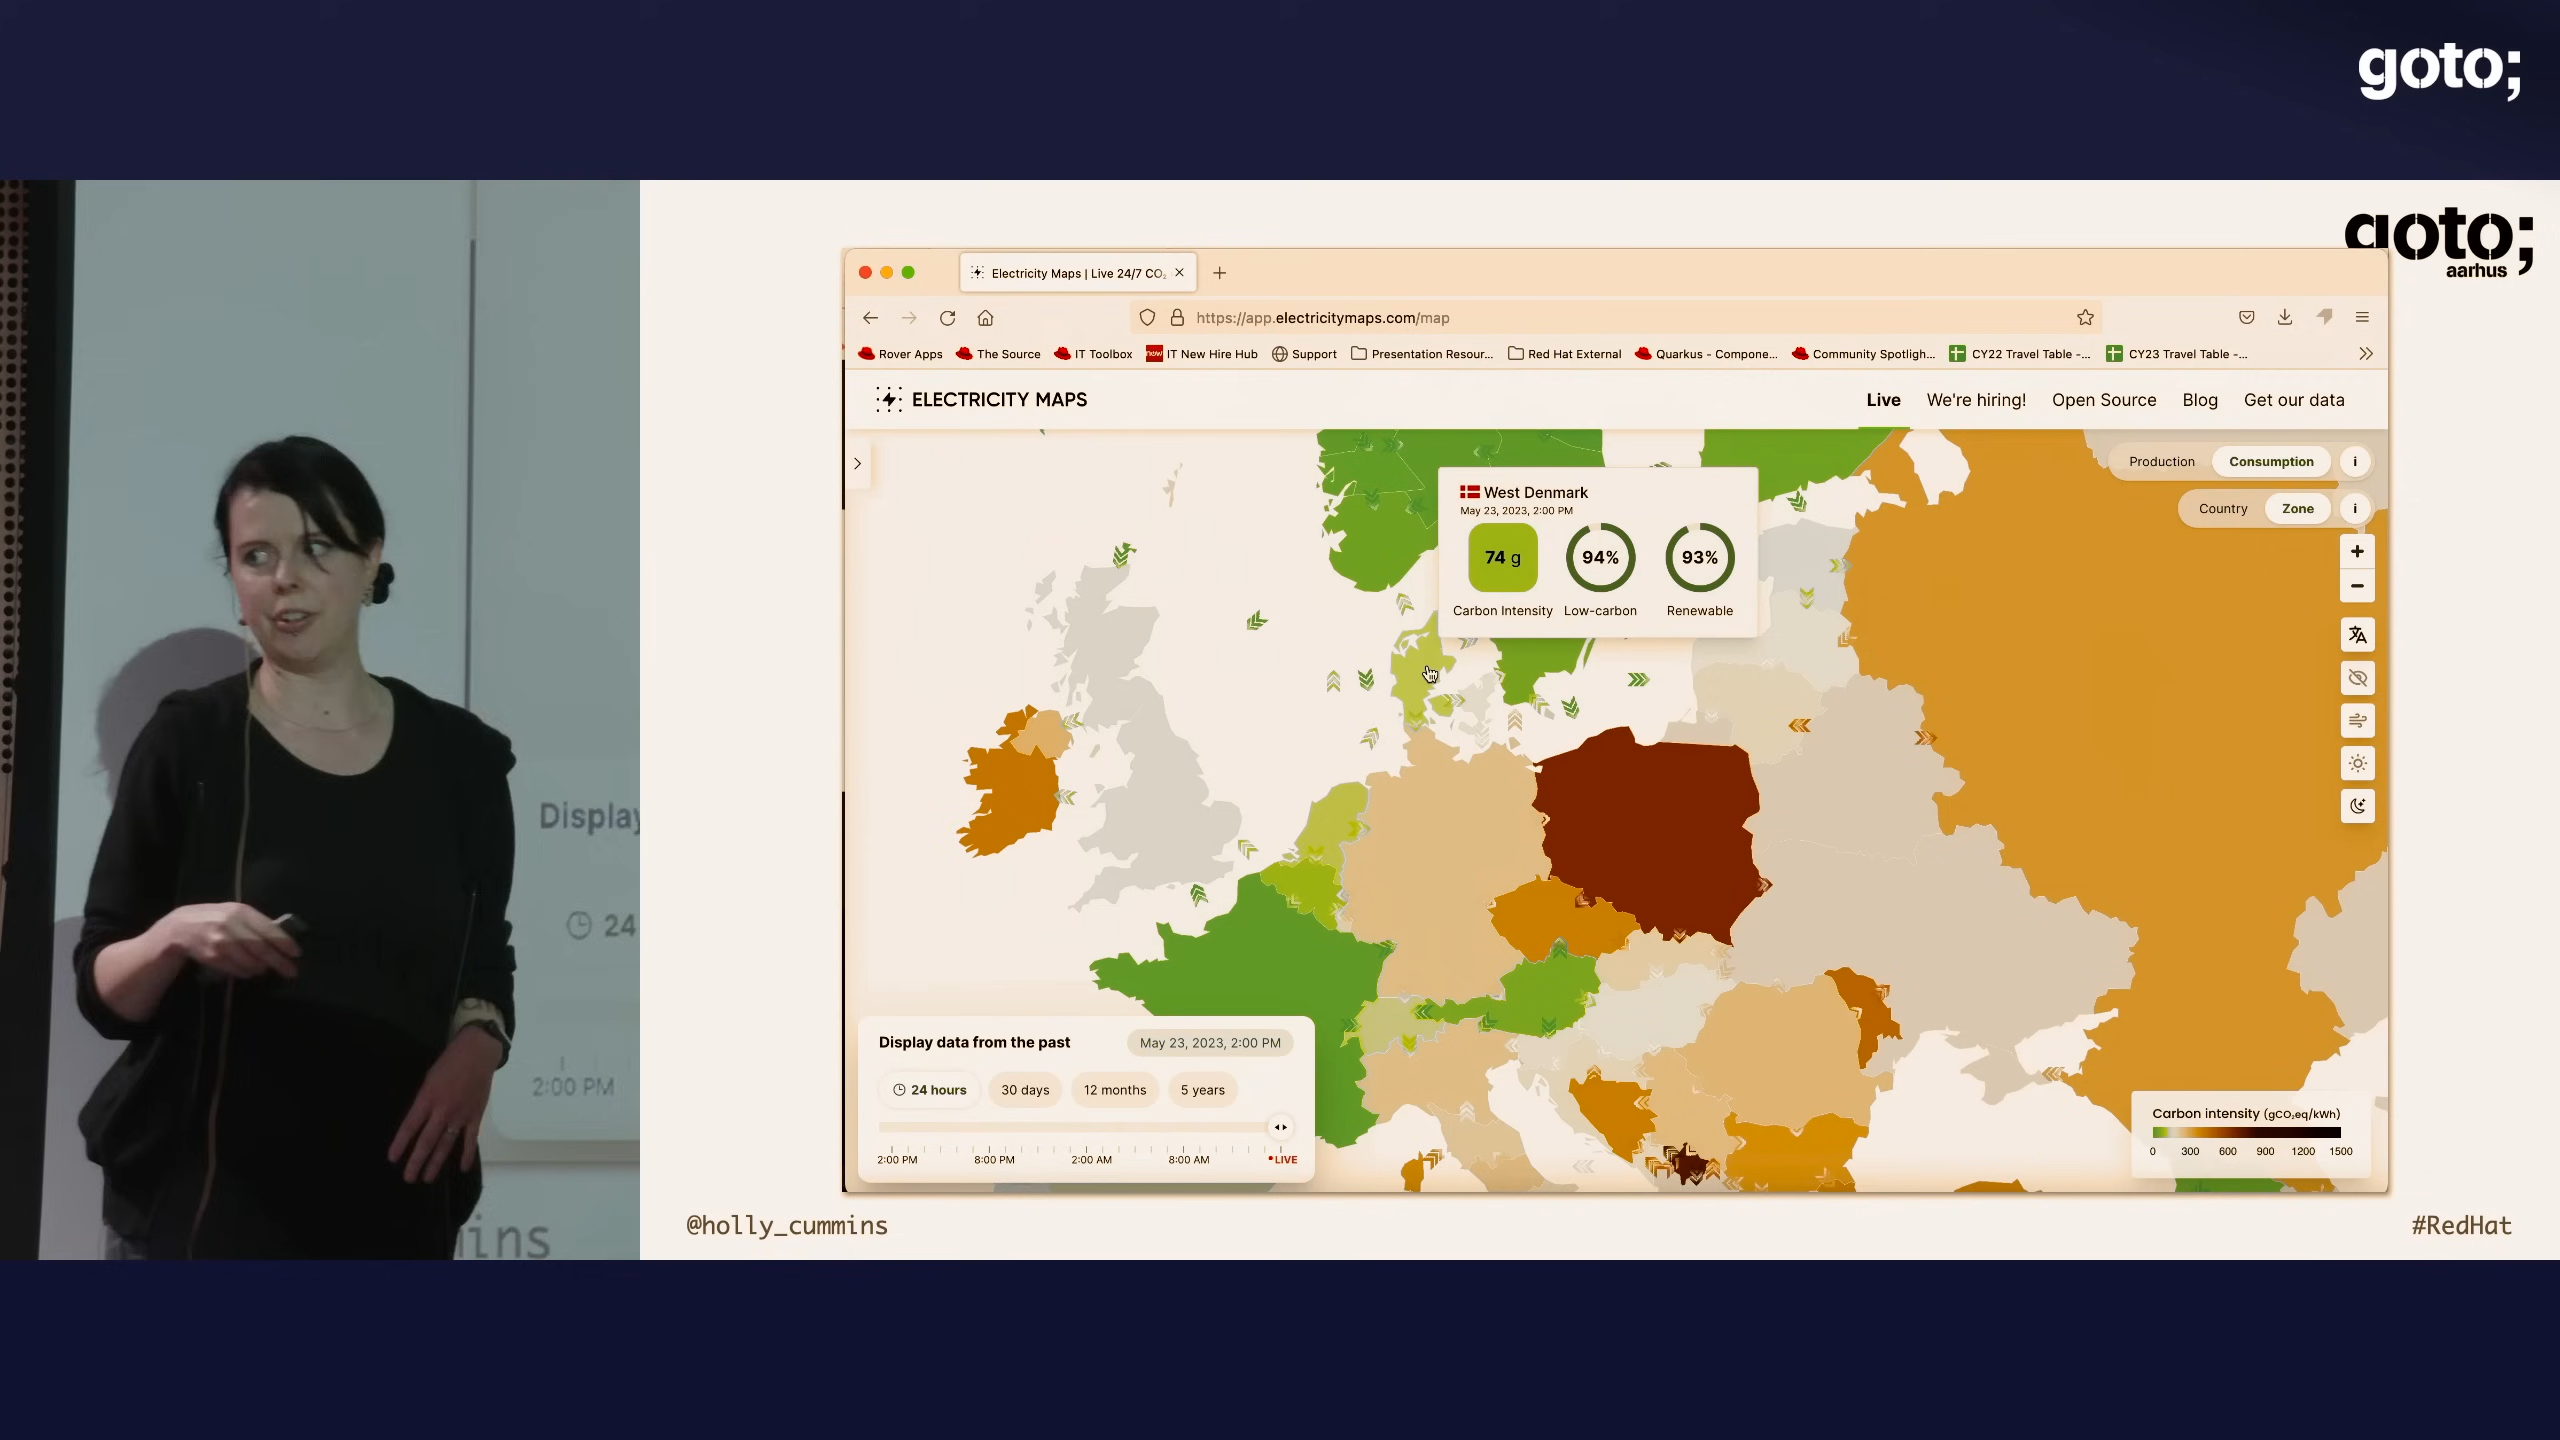 goto;
goto;
aarhus
Electricity Maps | Live 24/7 CO₂
https://app.electricitymaps.com/map
Rover Apps The Source IT Toolbox IT New Hire Hub Support Presentation Resour... Red Hat External Quarkus - Compone... Community Spotligh... CY22 Travel Table -... CY23 Travel Table -...
ELECTRICITY MAPS Live We're hiring! Open Source Blog Get our data
Production Consumption i
Country Zone i
West Denmark
May 23, 2023, 2:00 PM
74 g 94% 93%
Carbon Intensity Low-carbon Renewable
Display data from the past May 23, 2023, 2:00 PM
24 hours 30 days 12 months 5 years
2:00 PM 8:00 PM 2:00 AM 8:00 AM LIVE
Carbon intensity (gCO₂eq/kWh)
0 300 600 900 1200 1500
@holly_cummins #RedHat
Display
24
2:00 PM
ins